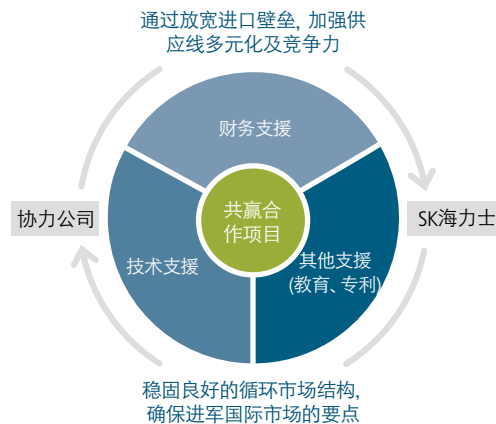 通过放宽进口壁垒, 加强供
应线多元化及竞争力
财务支援
共赢合
作项目
协力公司
SK海力士
技术支援
其他支援
(教育、专利)
稳固良好的循环市场结构,
确保进军国际市场的要点